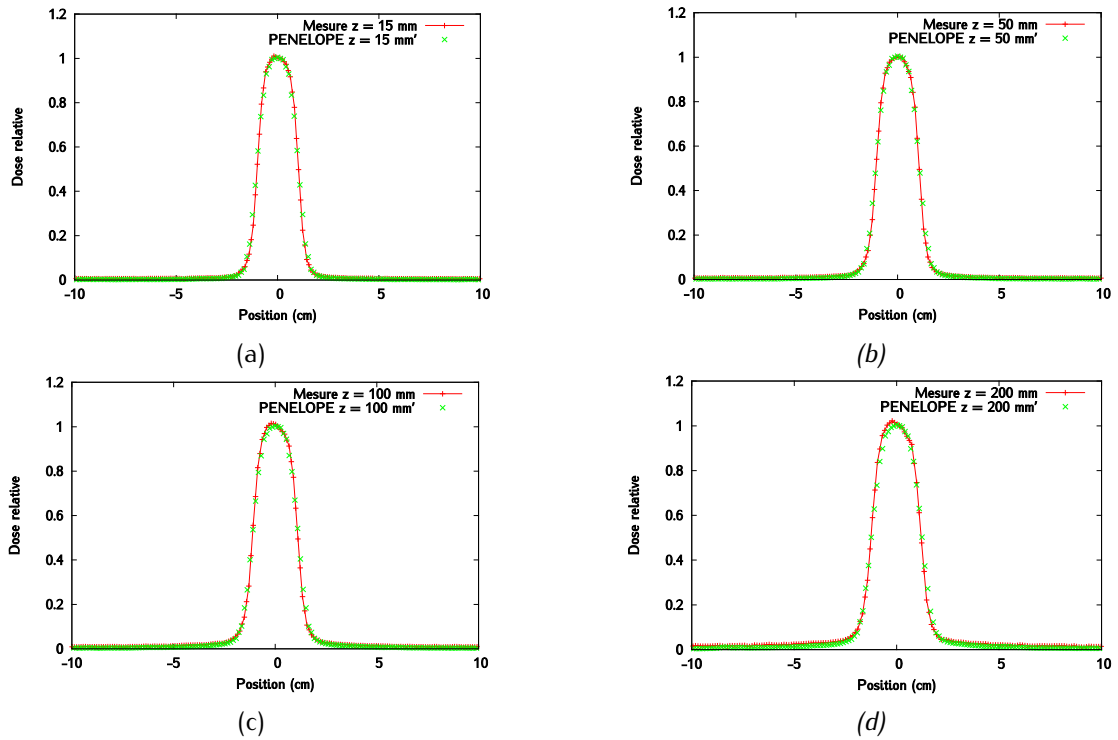 1.2
1
0.8
0.6
0.4
0.2
0
-10
-5
0
5
10
Dose relative
Position (cm)
Mesure z = 15 mm
PENELOPE z = 15 mm'
(a)
1.2
1
0.8
0.6
0.4
0.2
0
-10
-5
0
5
10
Dose relative
Position (cm)
Mesure z = 50 mm
PENELOPE z = 50 mm'
(b)
1.2
1
0.8
0.6
0.4
0.2
0
-10
-5
0
5
10
Dose relative
Position (cm)
Mesure z = 100 mm
PENELOPE z = 100 mm'
(c)
1.2
1
0.8
0.6
0.4
0.2
0
-10
-5
0
5
10
Dose relative
Position (cm)
Mesure z = 200 mm
PENELOPE z = 200 mm'
(d)